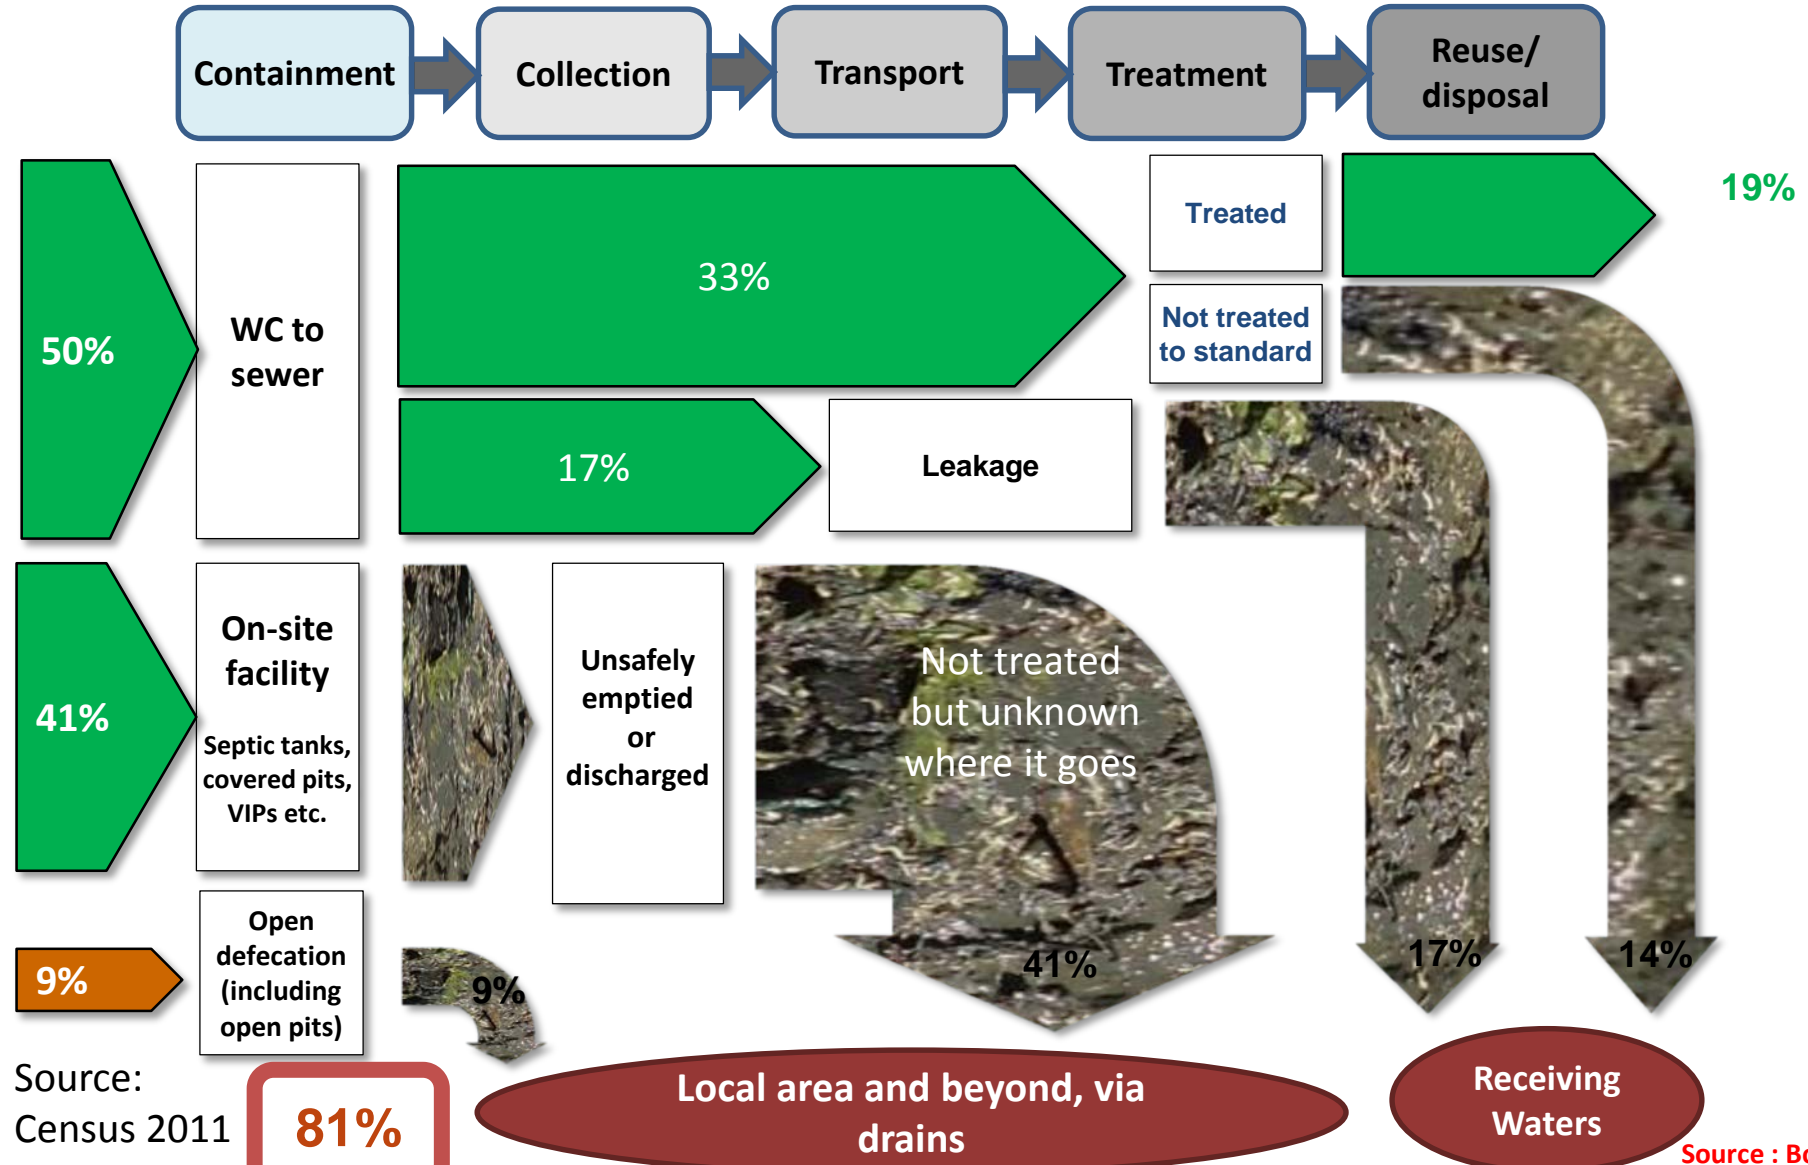 Containment
Collection
Transport
Treatment
Reuse/
disposal
50%
WC to
sewer
33%
Treated
19%
Not treated
to standard
17%
Leakage
41%
On-site
facility
Septic tanks,
covered pits,
VIPs etc.
Unsafely
emptied
or
discharged
Not treated
but unknown
where it goes
41%
17%
14%
9%
Open
defecation
(including
open pits)
9%
Source:
Census 2011
81%
Local area and beyond, via
drains
Receiving
Waters
Source :